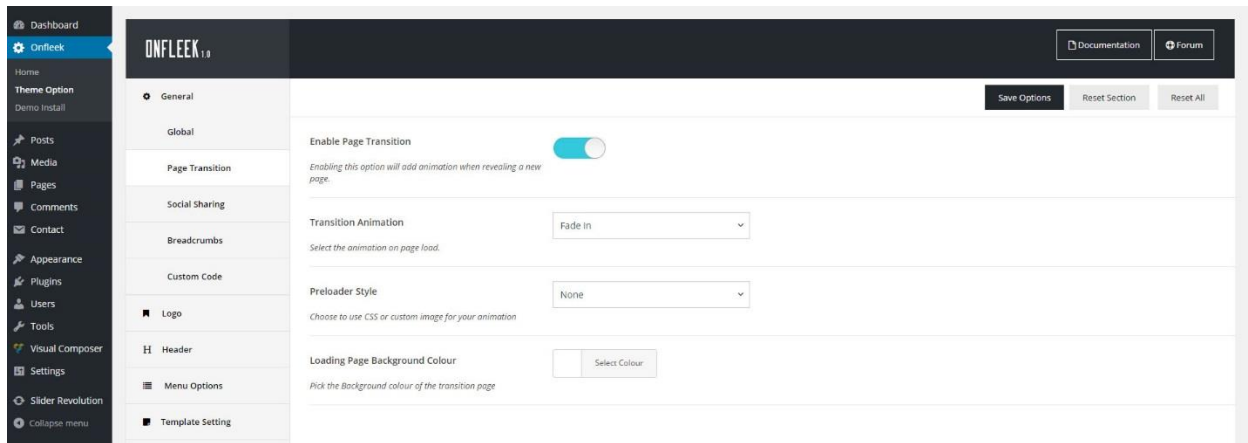 Dashboard
Onfleek
Home
Theme Option
Demo Install
Posts
Media
Pages
Comments
Contact
Appearance
Plugins
Users
Tools
Visual Composer
Settings
Slider Revolution
Collapse menu
ONFLEEK 1.0
Documentation
Forum
General
Global
Page Transition
Social Sharing
Breadcrumbs
Custom Code
Logo
H Header
Menu Options
Template Setting
Save Options
Reset Section
Reset All
Enable Page Transition
Enabling this option will add animation when revealing a new
page.
Transition Animation
Fade In
Select the animation on page load.
Preloader Style
None
Choose to use CSS or custom image for your animation
Loading Page Background Colour
Select Colour
Pick the Background colour of the transition page